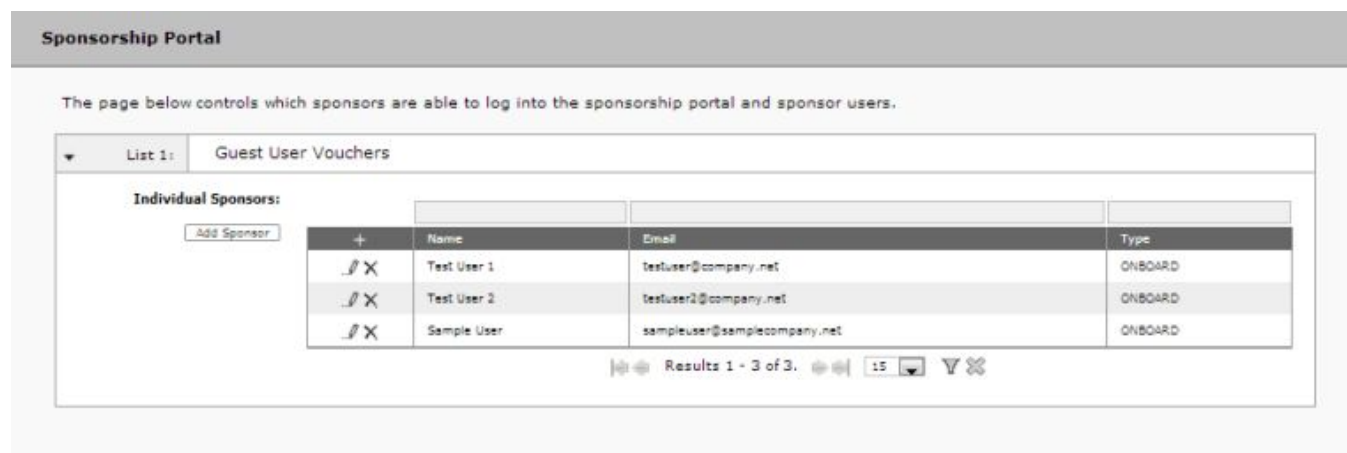 Sponsorship Portal
The page below controls which sponsors are able to log into the sponsorship portal and sponsor users.
List 1: Guest User Vouchers
Individual Sponsors:
Add Sponsor
+ Name Email Type
Test User 1 testuser@company.net ONBOARD
Test User 2 testuser2@company.net ONBOARD
Sample User sampleuser@samplecompany.net ONBOARD
Results 1 - 3 of 3. 15